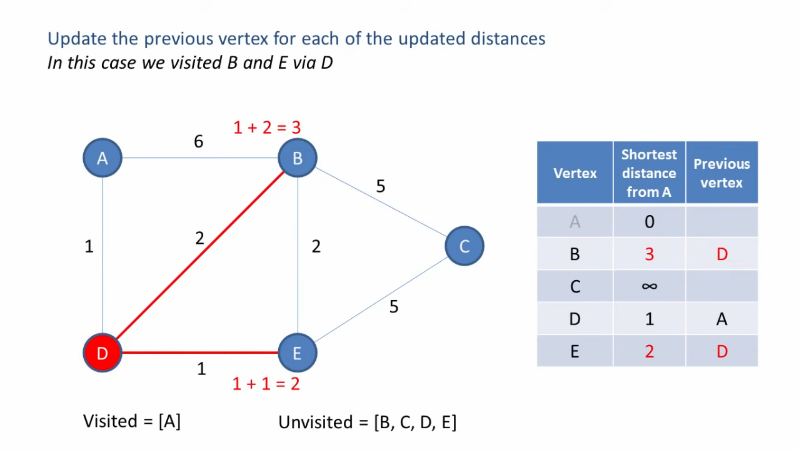 Update the previous vertex for each of the updated distances
In this case we visited B and E via D
1 + 2 = 3
6
A
B
5
1
2
2
C
5
D
E
1
1 + 1 = 2
Visited = [A]
Unvisited = [B, C, D, E]
Vertex Shortest distance from A Previous vertex
A 0
B 3 D
C ∞
D 1 A
E 2 D